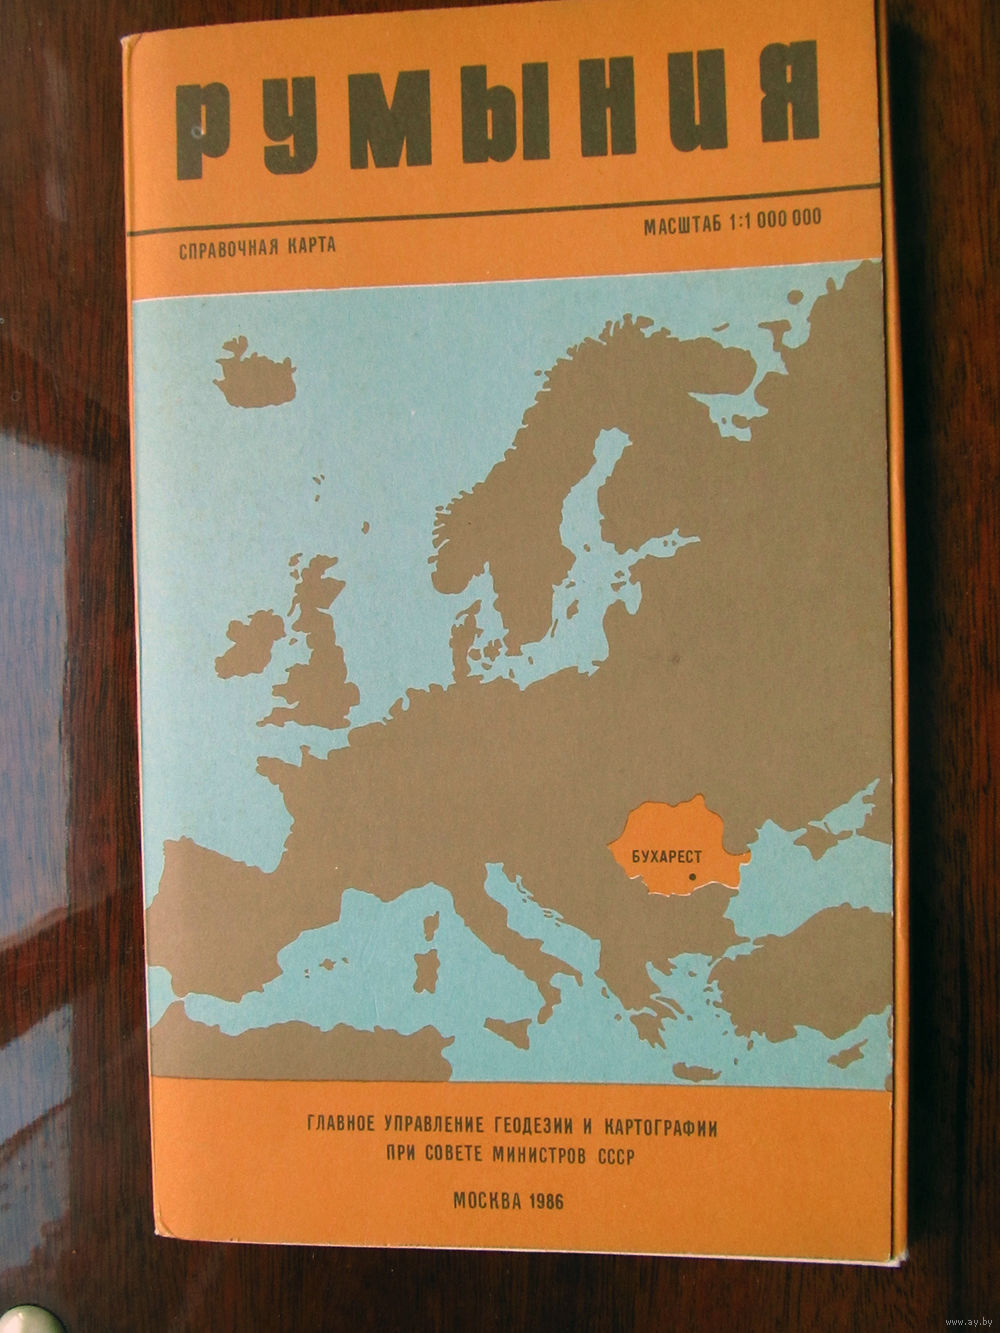 РУМЫНИЯ
СПРАВОЧНАЯ КАРТА
МАСШТАБ 1:1 000 000
БУХАРЕСТ
ГЛАВНОЕ УПРАВЛЕНИЕ ГЕОДЕЗИИ И КАРТОГРАФИИ
ПРИ СОВЕТЕ МИНИСТРОВ СССР
МОСКВА 1986
www.ay.by